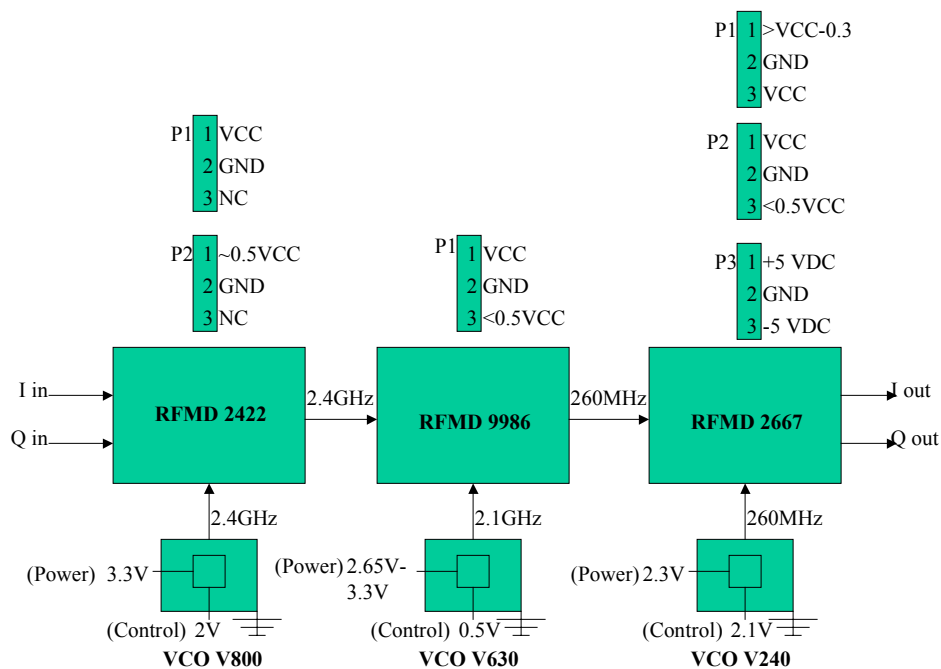 P1 1 >VCC-0.3
2 GND
3 VCC
P1 1 VCC
2 GND
3 NC
P2 1 VCC
2 GND
3 <0.5VCC
P2 1 ~0.5VCC
2 GND
3 NC
P1 1 VCC
2 GND
3 <0.5VCC
P3 1 +5 VDC
2 GND
3 -5 VDC
I in
Q in
RFMD 2422
2.4GHz
RFMD 9986
260MHz
RFMD 2667
I out
Q out
2.4GHz
2.1GHz
260MHz
(Power) 3.3V
(Control) 2V
VCO V800
(Power) 2.65V-
3.3V
(Control) 0.5V
VCO V630
(Power) 2.3V
(Control) 2.1V
VCO V240